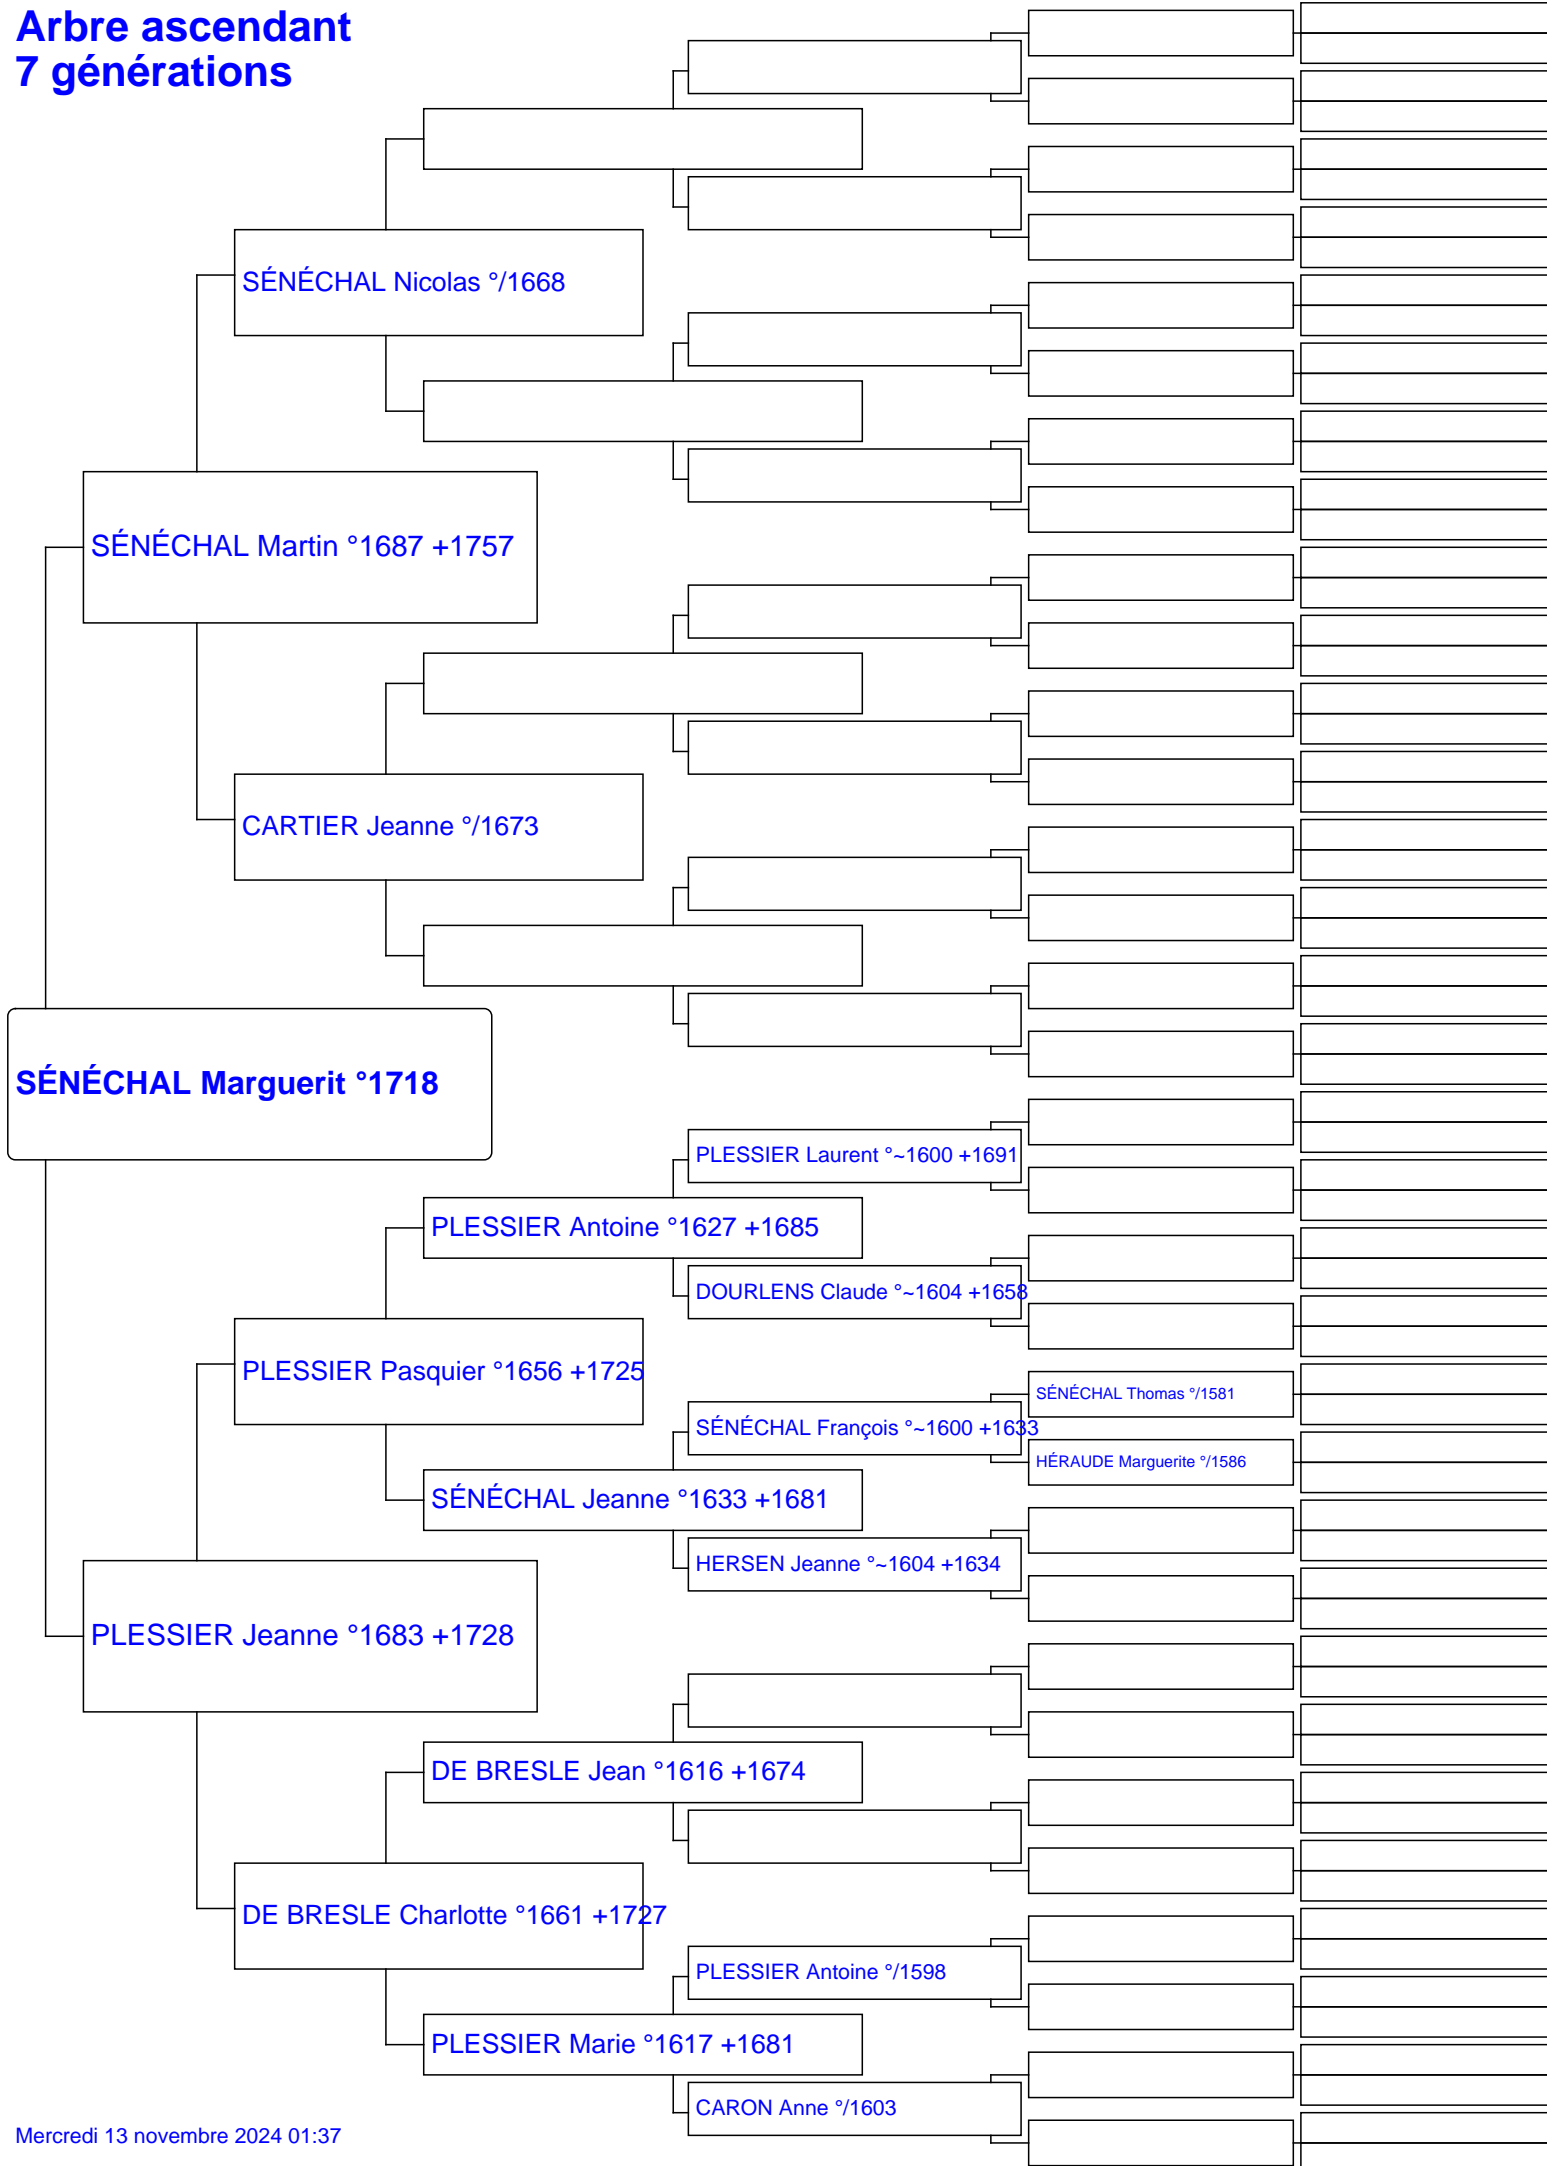 Arbre ascendant
7 générations
SÉNÉCHAL Nicolas °/1668
SÉNÉCHAL Martin °1687 +1757
CARTIER Jeanne °/1673
SÉNÉCHAL Marguerit °1718
PLESSIER Laurent °~1600 +1691
PLESSIER Antoine °1627 +1685
DOURLENS Claude °~1604 +1658
PLESSIER Pasquier °1656 +1725
SÉNÉCHAL Thomas °/1581
SÉNÉCHAL François °~1600 +1633
HÉRAUDE Marguerite °/1586
SÉNÉCHAL Jeanne °1633 +1681
HERSEN Jeanne °~1604 +1634
PLESSIER Jeanne °1683 +1728
DE BRESLE Jean °1616 +1674
DE BRESLE Charlotte °1661 +1727
PLESSIER Antoine °/1598
PLESSIER Marie °1617 +1681
CARON Anne °/1603
Mercredi 13 novembre 2024 01:37